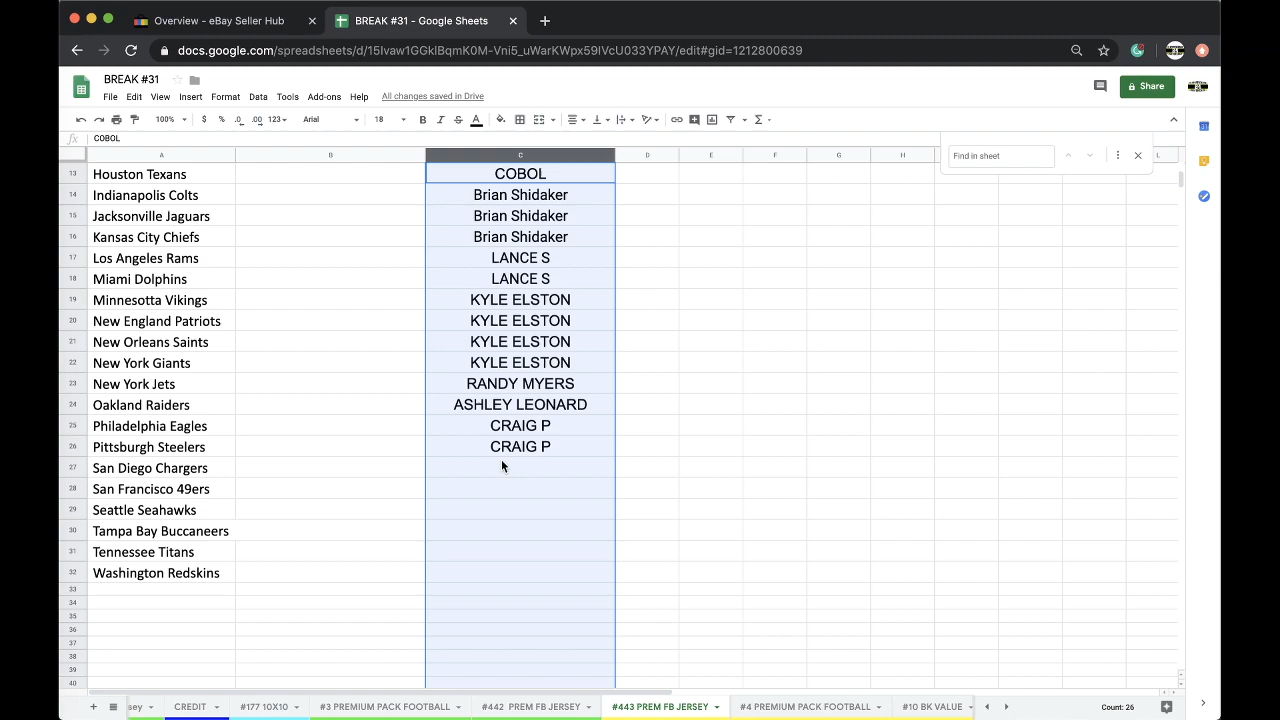 Overview - eBay Seller Hub
BREAK #31 - Google Sheets
docs.google.com/spreadsheets/d/15Ivaw1GGkIBqmK0M-Vni5_uWarKWpx59IVcU033YPAY/edit#gid=1212800639
BREAK #31
File Edit View Insert Format Data Tools Add-ons Help All changes saved in Drive
Share
100% $ % .0 .00 123 Arial 18 B I S A
fx COBOL
Find in sheet
A B C D E F G H L
13 Houston Texans COBOL
14 Indianapolis Colts Brian Shidaker
15 Jacksonville Jaguars Brian Shidaker
16 Kansas City Chiefs Brian Shidaker
17 Los Angeles Rams LANCE S
18 Miami Dolphins LANCE S
19 Minnesotta Vikings KYLE ELSTON
20 New England Patriots KYLE ELSTON
21 New Orleans Saints KYLE ELSTON
22 New York Giants KYLE ELSTON
23 New York Jets RANDY MYERS
24 Oakland Raiders ASHLEY LEONARD
25 Philadelphia Eagles CRAIG P
26 Pittsburgh Steelers CRAIG P
27 San Diego Chargers
28 San Francisco 49ers
29 Seattle Seahawks
30 Tampa Bay Buccaneers
31 Tennessee Titans
32 Washington Redskins
33
34
35
36
37
38
39
40
sey CREDIT #177 10X10 #3 PREMIUM PACK FOOTBALL #442 PREM FB JERSEY #443 PREM FB JERSEY #4 PREMIUM PACK FOOTBALL #10 BK VALUE Count: 26